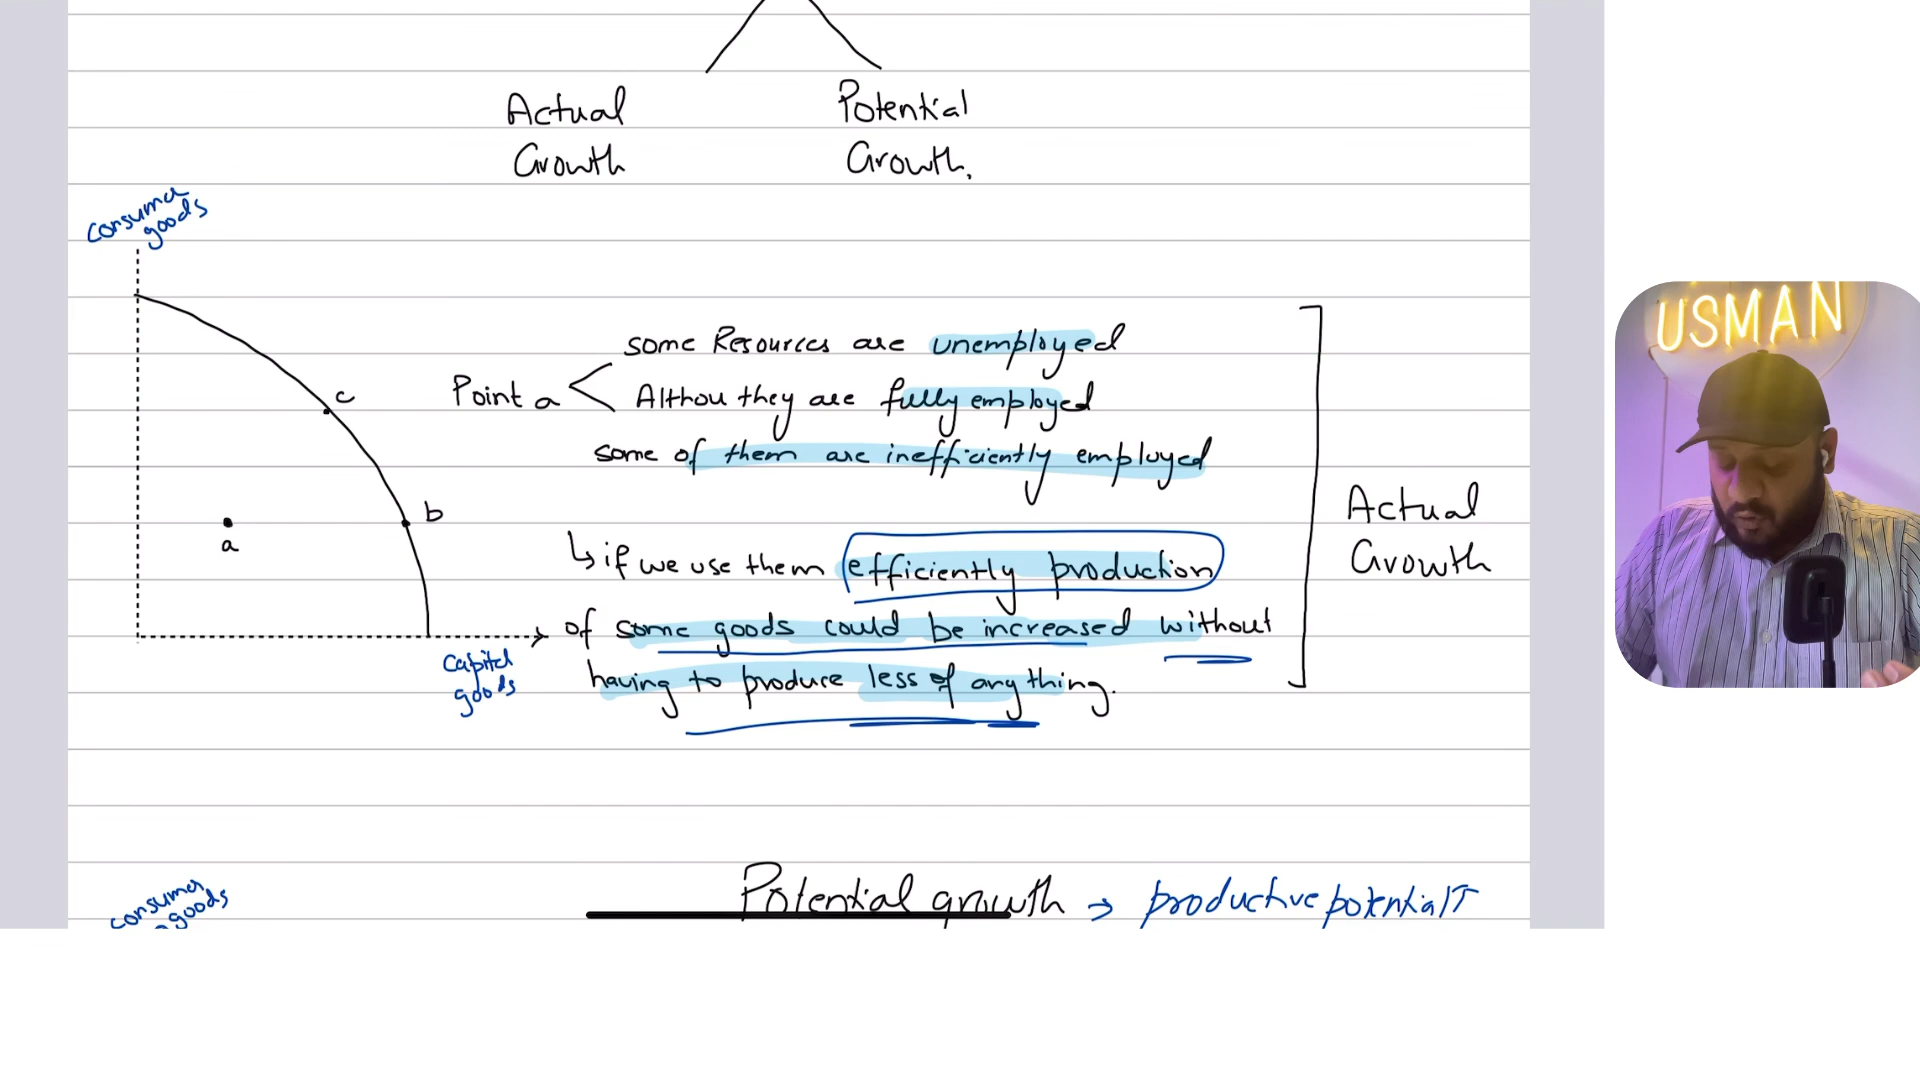 Actual
Growth
Potential
Growth.
consumer
goods
c
b
a
capital
goods
Point a
some Resources are unemployed
Althou they are fully employed
some of them are inefficiently employed
↳ if we use them efficiently production
of some goods could be increased without
having to produce less of anything.
Actual
Growth
consumer
goods
Potential growth → productive potential↑
USMAN